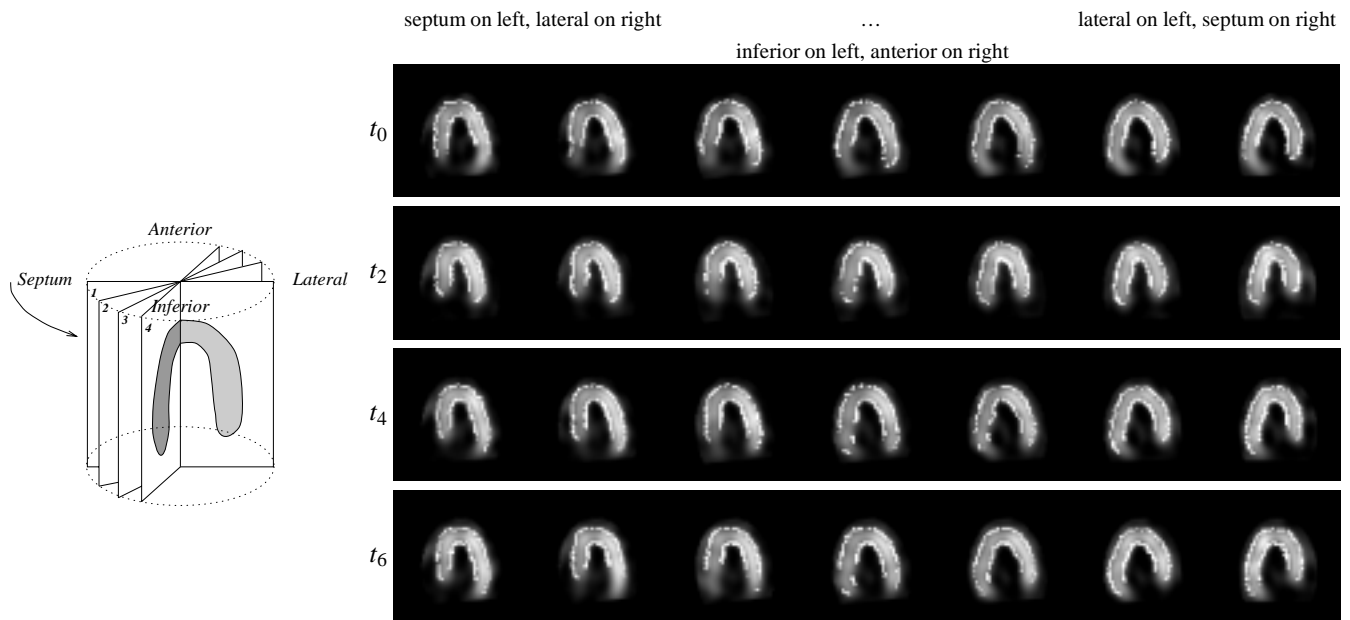 septum on left, lateral on right
…
lateral on left, septum on right
inferior on left, anterior on right
t0
t2
t4
t6
Anterior
Septum
Lateral
Inferior
1
2
3
4